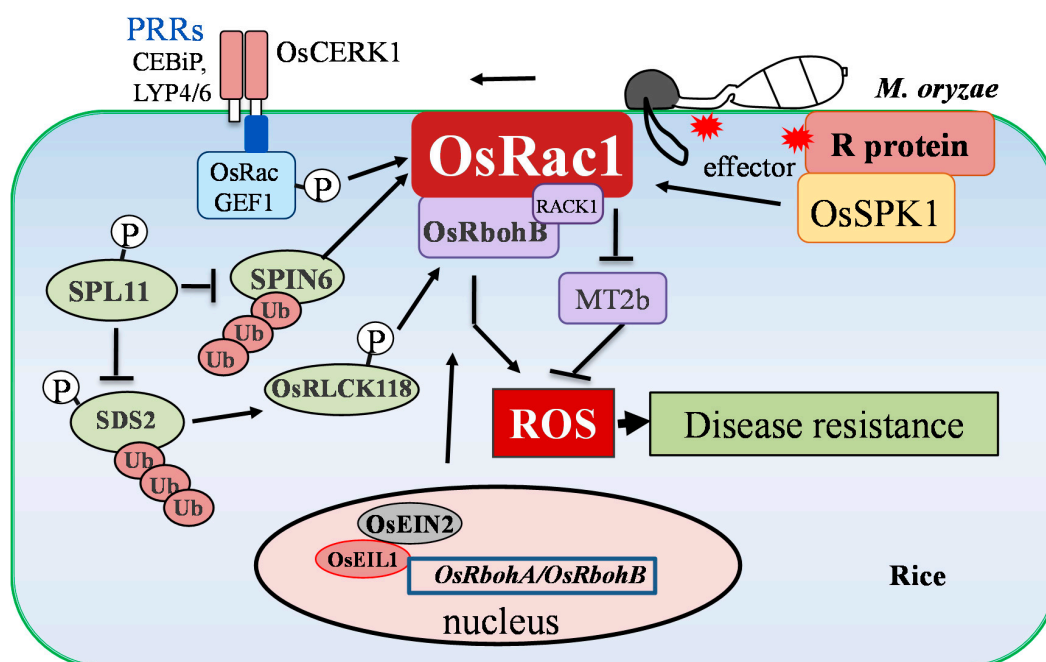 PRRs
CEBiP,
LYP4/6
OsCERK1
M. oryzae
OsRac
GEF1
P
OsRac1
effector
R protein
OsSPK1
RACK1
OsRbohB
P
SPL11
SPIN6
Ub
Ub
Ub
MT2b
P
OsRLCK118
P
SDS2
Ub
Ub
Ub
ROS
Disease resistance
OsEIN2
OsEIL1
OsRbohA/OsRbohB
nucleus
Rice